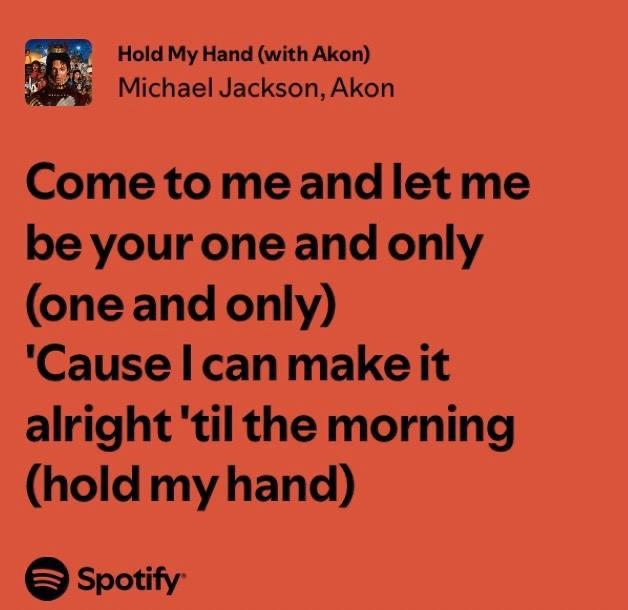 Hold My Hand (with Akon)
Michael Jackson, Akon
Come to me and let me
be your one and only
(one and only)
'Cause I can make it
alright 'til the morning
(hold my hand)
Spotify